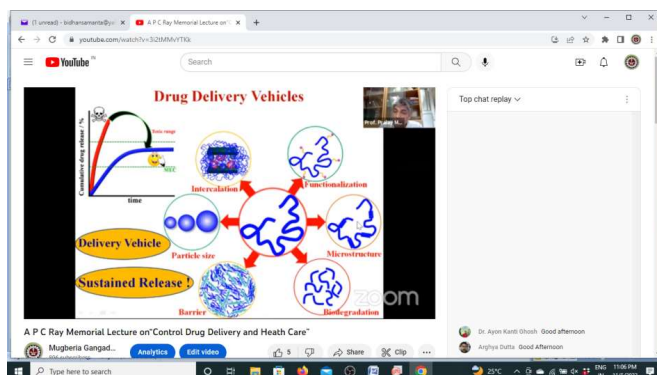 (1 unread) - bidhansamanta@ya
A P C Ray Memorial Lecture on"C
youtube.com/watch?v=3i2tMMvYTKk
YouTube IN
Search
Top chat replay
Drug Delivery Vehicles
Cumulative drug release / %
Safe range
MEC
time
Intercalation
Functionalization
Particle size
Microstructure
Barrier
Biodegradation
Delivery Vehicle
Sustained Release !
zoom
A P C Ray Memorial Lecture on"Control Drug Delivery and Heath Care"
Mugberia Gangad...
Analytics
Edit video
5
Share
Clip
Dr. Ayon Kanti Ghosh Good afternoon
Arghya Dutta Good Afternoon
Type here to search
25°C
ENG
11:06 PM